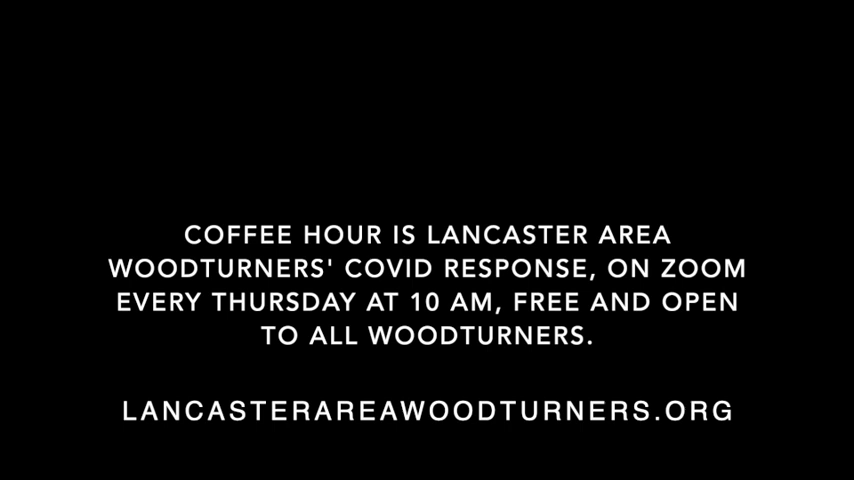 COFFEE HOUR IS LANCASTER AREA
WOODTURNERS' COVID RESPONSE, ON ZOOM
EVERY THURSDAY AT 10 AM, FREE AND OPEN
TO ALL WOODTURNERS.
LANCASTERAREAWOODTURNERS.ORG